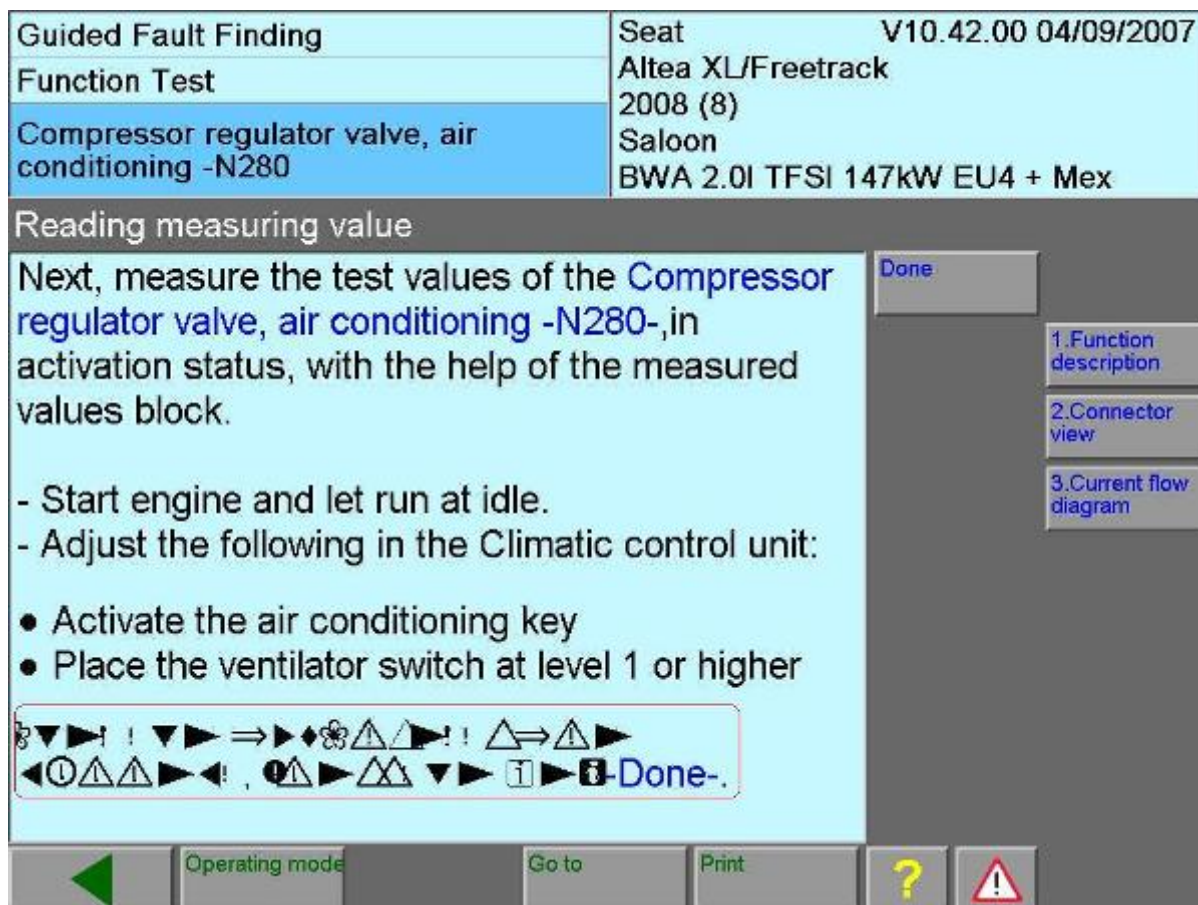 Guided Fault Finding
Function Test
Compressor regulator valve, air
conditioning -N280
Seat V10.42.00 04/09/2007
Altea XL/Freetrack
2008 (8)
Saloon
BWA 2.0l TFSI 147kW EU4 + Mex
Reading measuring value
Next, measure the test values of the Compressor
regulator valve, air conditioning -N280-,in
activation status, with the help of the measured
values block.
- Start engine and let run at idle.
- Adjust the following in the Climatic control unit:
● Activate the air conditioning key
● Place the ventilator switch at level 1 or higher
-Done-.
Done
1.Function
description
2.Connector
view
3.Current flow
diagram
Operating mode
Go to
Print
?